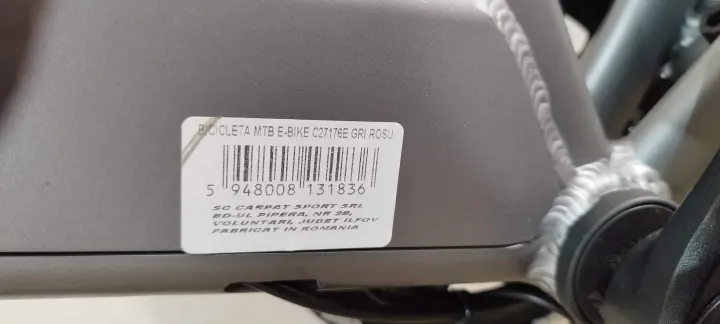 BICICLETA MTB E-BIKE C27176E GRI ROSU
5 948008 131836
SC CARPAT SPORT SRL
BD-UL PIPERA, NR 2B,
VOLUNTARI, JUDET ILFOV
FABRICAT IN ROMANIA